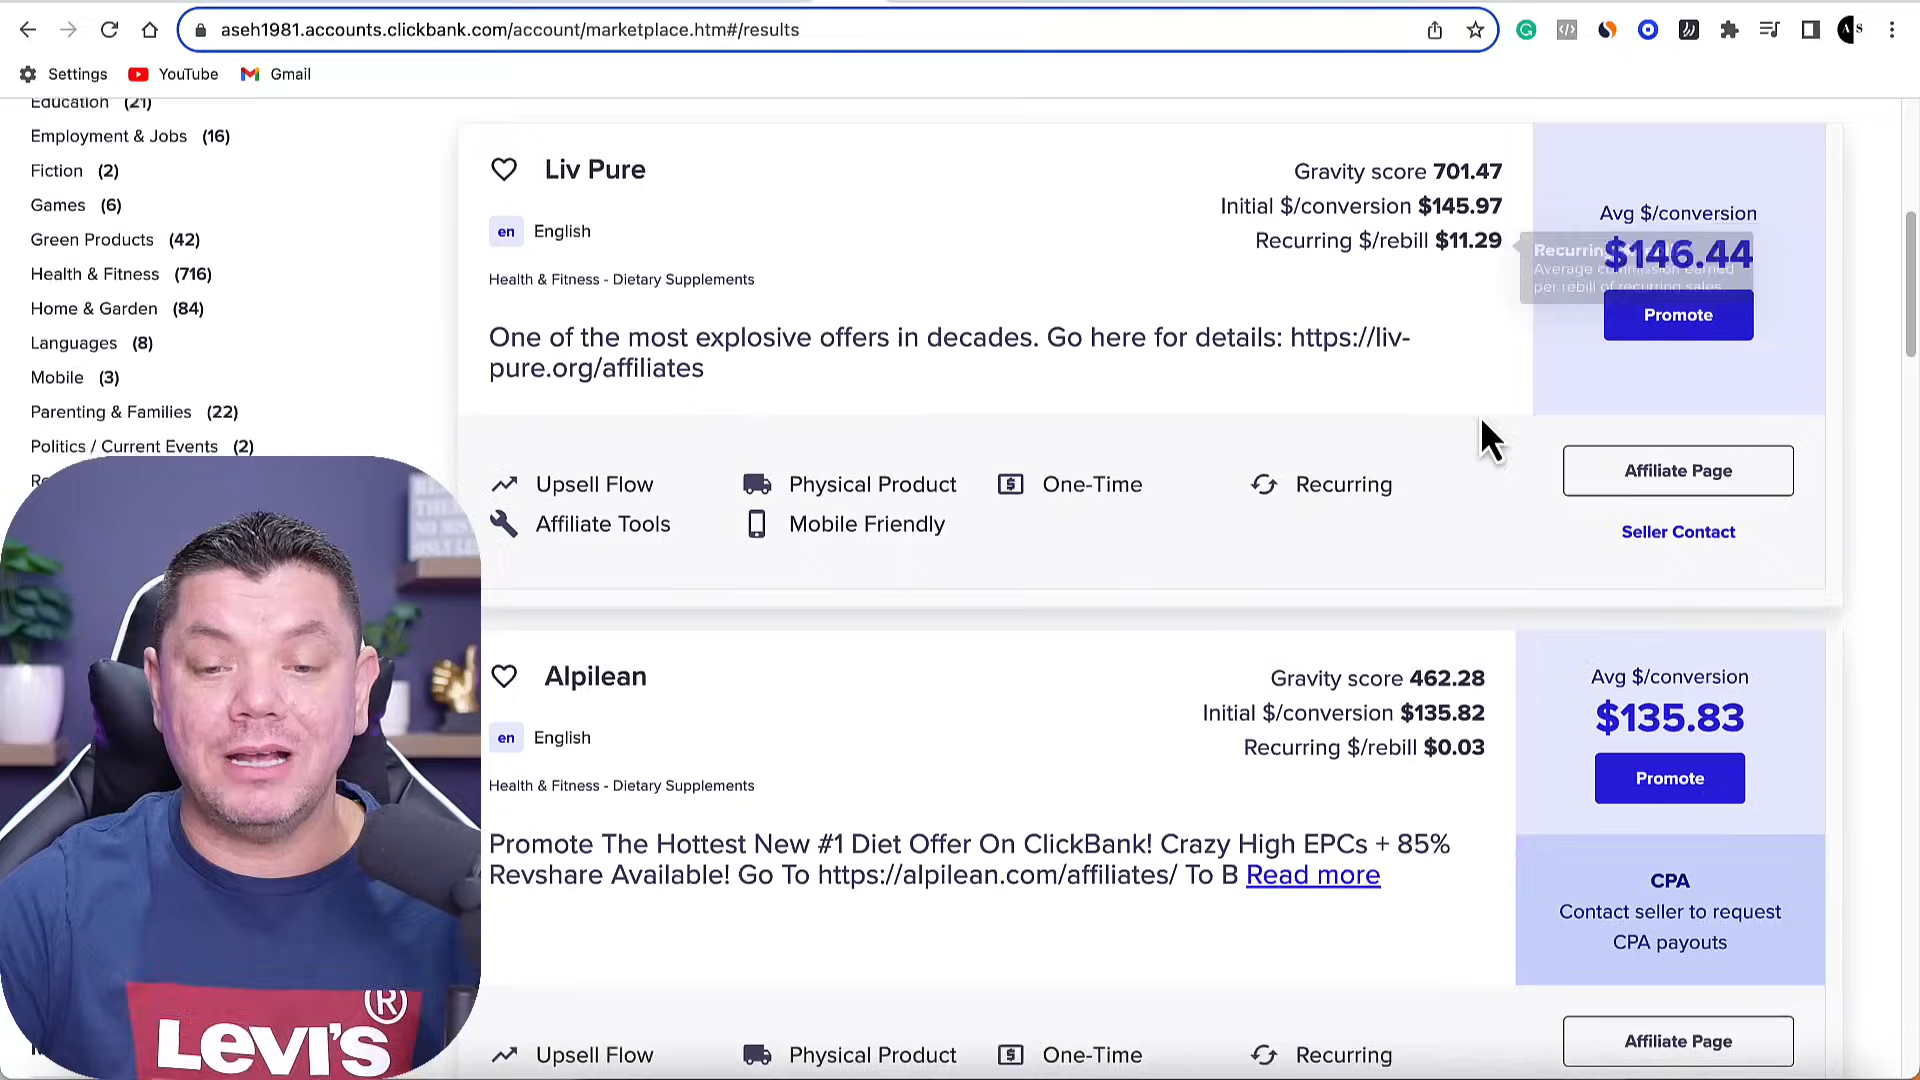 aseh1981.accounts.clickbank.com/account/marketplace.htm#/results
Settings
YouTube
Gmail
Education (21)
Employment & Jobs (16)
Fiction (2)
Games (6)
Green Products (42)
Health & Fitness (716)
Home & Garden (84)
Languages (8)
Mobile (3)
Parenting & Families (22)
Politics / Current Events (2)
Liv Pure
Gravity score 701.47
Initial $/conversion $145.97
Recurring $/rebill $11.29
en English
Health & Fitness - Dietary Supplements
One of the most explosive offers in decades. Go here for details: https://liv-
pure.org/affiliates
Avg $/conversion
$146.44
Average commission earned
per rebill of recurring sales.
Promote
Upsell Flow
Physical Product
One-Time
Recurring
Affiliate Tools
Mobile Friendly
Affiliate Page
Seller Contact
Alpilean
Gravity score 462.28
Initial $/conversion $135.82
Recurring $/rebill $0.03
en English
Health & Fitness - Dietary Supplements
Promote The Hottest New #1 Diet Offer On ClickBank! Crazy High EPCs + 85%
Revshare Available! Go To https://alpilean.com/affiliates/ To B Read more
Avg $/conversion
$135.83
Promote
CPA
Contact seller to request
CPA payouts
Upsell Flow
Physical Product
One-Time
Recurring
Affiliate Page
LEVI'S
®